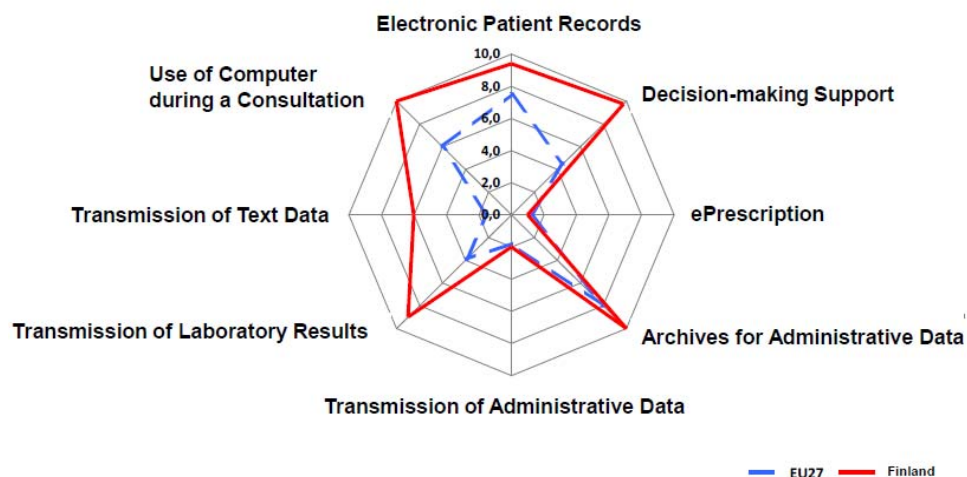 Electronic Patient Records
10,0
Use of Computer
during a Consultation
8,0
Decision-making Support
6,0
4,0
2,0
Transmission of Text Data
0,0
ePrescription
Transmission of Laboratory Results
Archives for Administrative Data
Transmission of Administrative Data
EU27
Finland